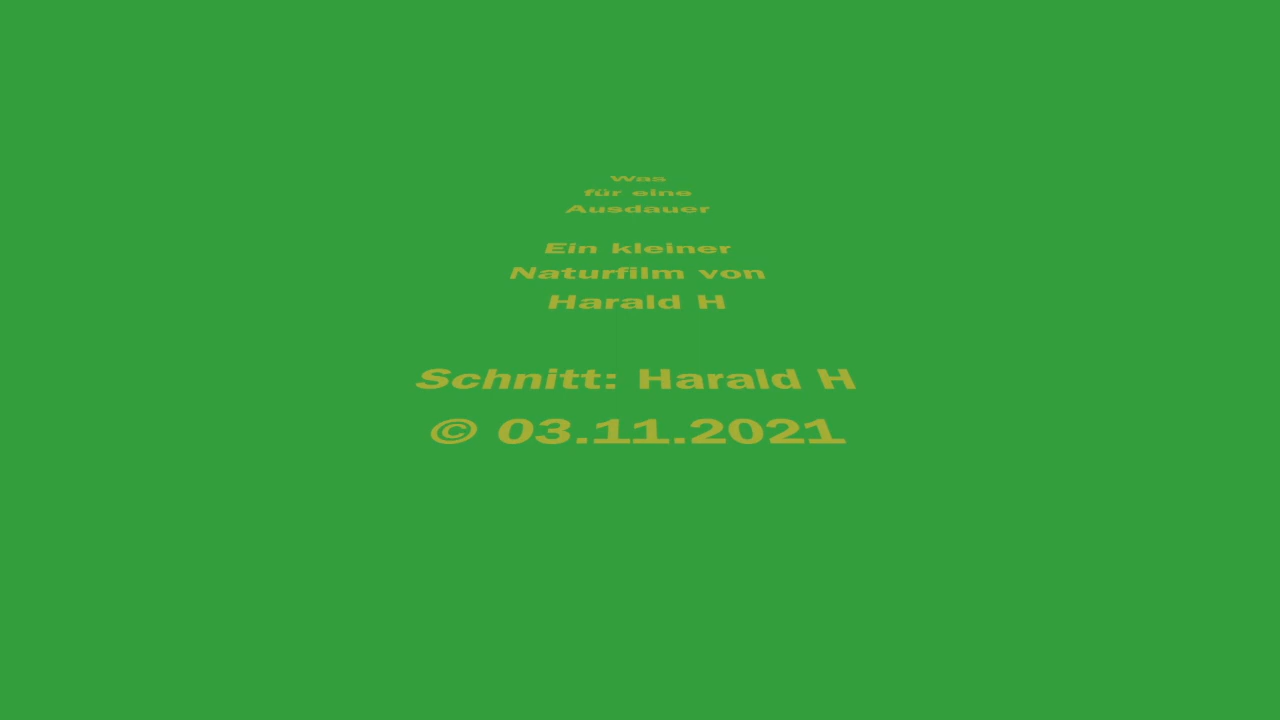 Was
für eine
Ausdauer
Ein kleiner
Naturfilm von
Harald H
Schnitt: Harald H
© 03.11.2021